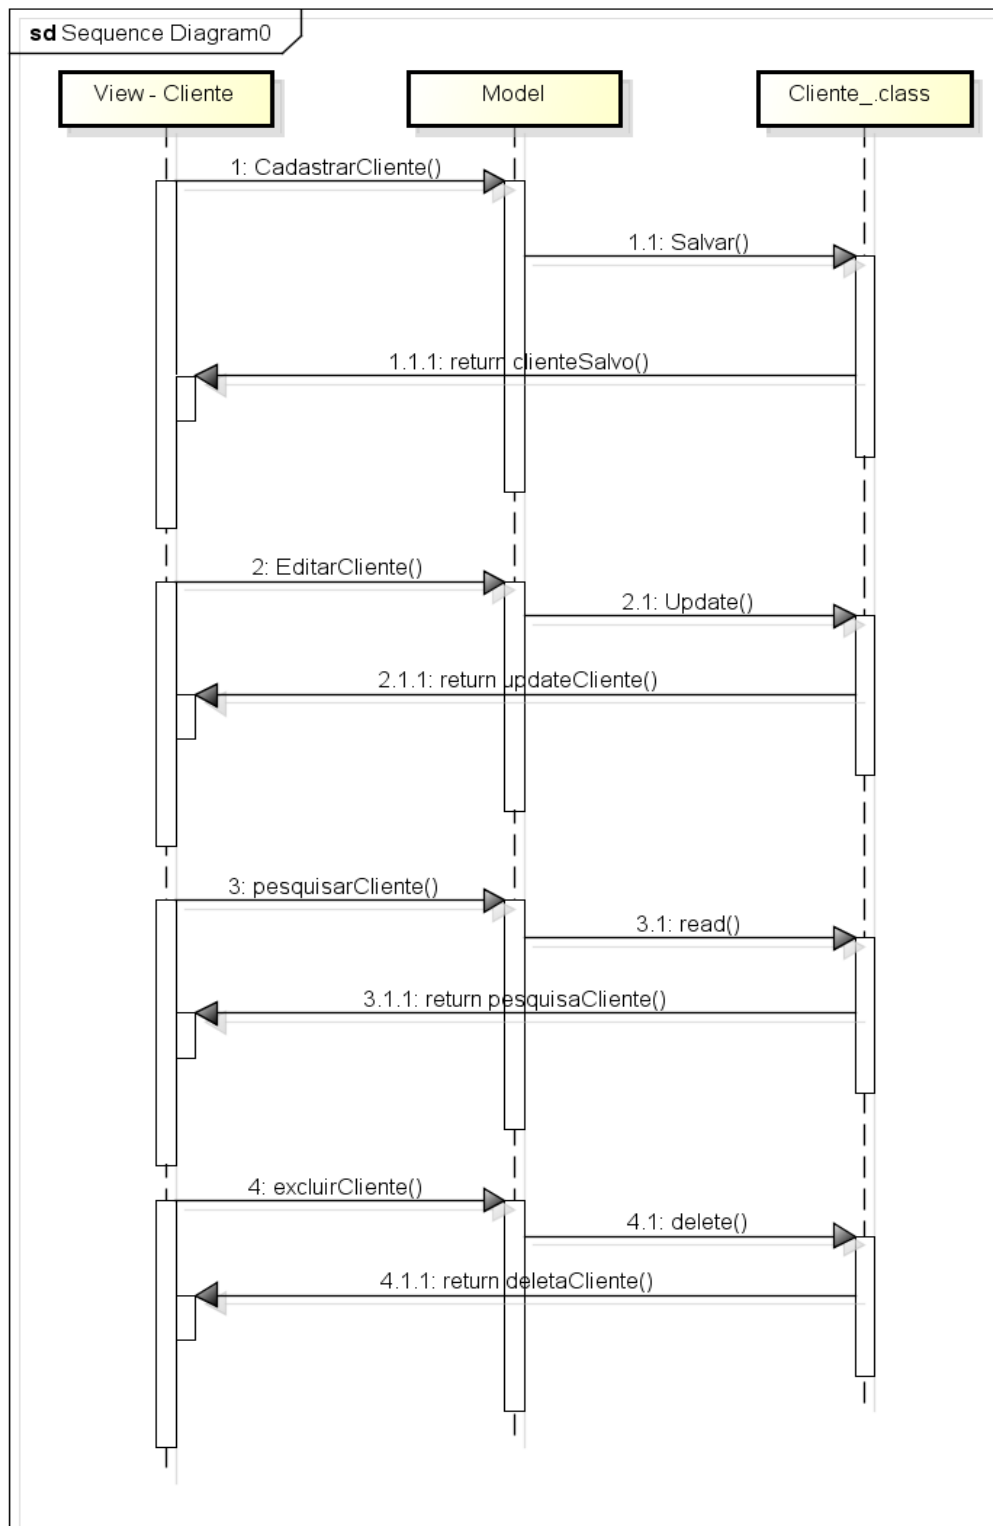 sd Sequence Diagram0
View - Cliente
Model
Cliente_.class
1: CadastrarCliente()
1.1: Salvar()
1.1.1: return clienteSalvo()
2: EditarCliente()
2.1: Update()
2.1.1: return updateCliente()
3: pesquisarCliente()
3.1: read()
3.1.1: return pesquisaCliente()
4: excluirCliente()
4.1: delete()
4.1.1: return deletaCliente()